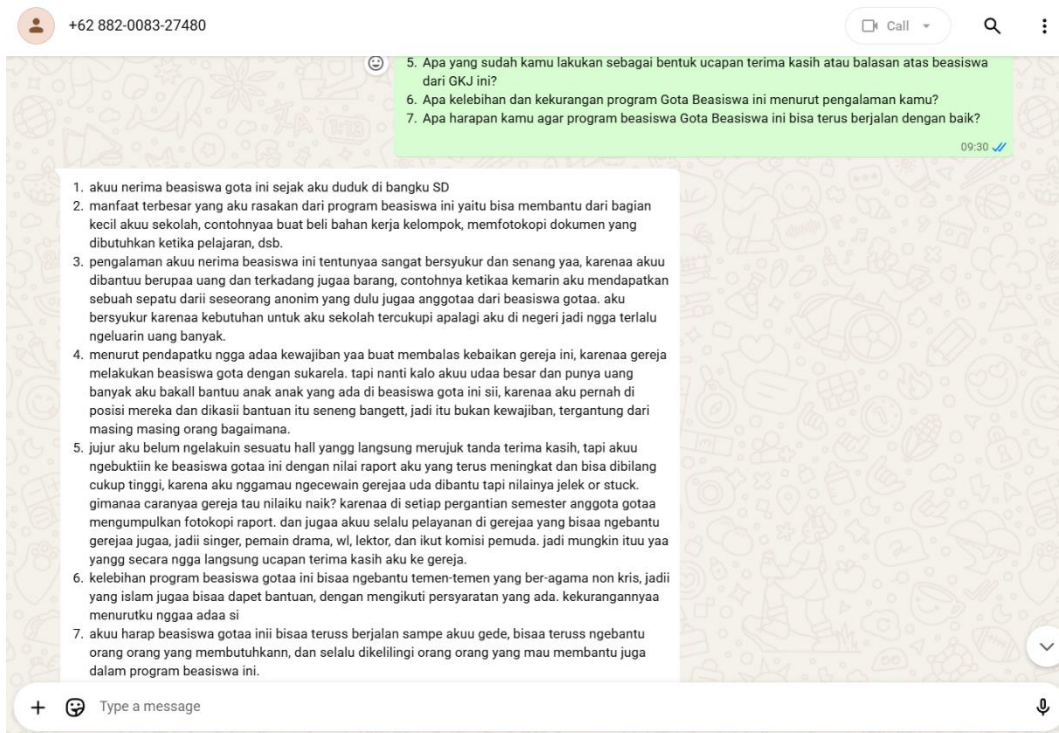 +62 882-0083-27480
Call
5. Apa yang sudah kamu lakukan sebagai bentuk ucapan terima kasih atau balasan atas beasiswa
dari GKJ ini?
6. Apa kelebihan dan kekurangan program Gota Beasiswa ini menurut pengalaman kamu?
7. Apa harapan kamu agar program beasiswa Gota Beasiswa ini bisa terus berjalan dengan baik?
09:30
1. akuu nerima beasiswa gota ini sejak aku duduk di bangku SD
2. manfaat terbesar yang aku rasakan dari program beasiswa ini yaitu bisa membantu dari bagian
kecil akuu sekolah, contohnyaa buat beli bahan kerja kelompok, memfotokopi dokumen yang
dibutuhkan ketika pelajaran, dsb.
3. pengalaman akuu nerima beasiswa ini tentunyaa sangat bersyukur dan senang yaa, karenaa akuu
dibantuu berupaa uang dan terkadang jugaa barang, contohnya ketikaa kemarin aku mendapatkan
sebuah sepatu darii seseorang anonim yang dulu jugaa anggotaa dari beasiswa gotaa. aku
bersyukur karenaa kebutuhan untuk aku sekolah tercukupi apalagi aku di negeri jadi ngga terlalu
ngeluarin uang banyak.
4. menurut pendapatku ngga adaa kewajiban yaa buat membalas kebaikan gereja ini, karenaa gereja
melakukan beasiswa gota dengan sukarela. tapi nanti kalo akuu udaa besar dan punya uang
banyak aku bakall bantuu anak anak yang ada di beasiswa gota ini sii, karenaa aku pernah di
posisi mereka dan dikasii bantuan itu seneng bangett, jadi itu bukan kewajiban, tergantung dari
masing masing orang bagaimana.
5. jujur aku belum ngelakuin sesuatu hall yangg langsung merujuk tanda terima kasih, tapi akuu
ngebuktiin ke beasiswa gotaa ini dengan nilai raport aku yang terus meningkat dan bisa dibilang
cukup tinggi, karena aku nggamau ngecewain gerejaa uda dibantu tapi nilainya jelek or stuck.
gimanaa caranyaa gereja tau nilaiku naik? karenaa di setiap pergantian semester anggota gotaa
mengumpulkan fotokopi raport. dan jugaa akuu selalu pelayanan di gerejaa yang bisaa ngebantu
gerejaa jugaa, jadii singer, pemain drama, wl, lektor, dan ikut komisi pemuda. jadi mungkin ituu yaa
yangg secara ngga langsung ucapan terima kasih aku ke gereja.
6. kelebihan program beasiswa gotaa ini bisaa ngebantu temen-temen yang ber-agama non kris, jadii
yang islam jugaa bisaa dapet bantuan, dengan mengikuti persyaratan yang ada. kekurangannyaa
menurutku nggaa adaa si
7. akuu harap beasiswa gotaa inii bisaa teruss berjalan sampe akuu gede, bisaa teruss ngebantu
orang orang yang membutuhkann, dan selalu dikelilingi orang orang yang mau membantu juga
dalam program beasiswa ini.
Type a message